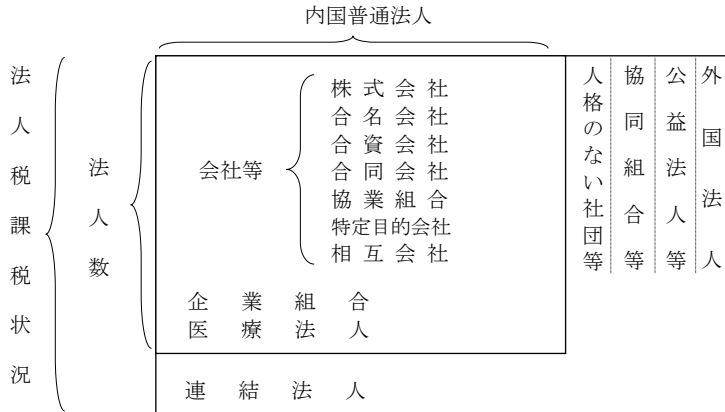 内国普通法人
法人税課税状況
法人数
会社等
株式会社
合名会社
合資会社
合同会社
協業組合
特定目的会社
相互会社
企業組合
医療法人
連結法人
人格のない社団等
協同組合等
公益法人等
外国法人